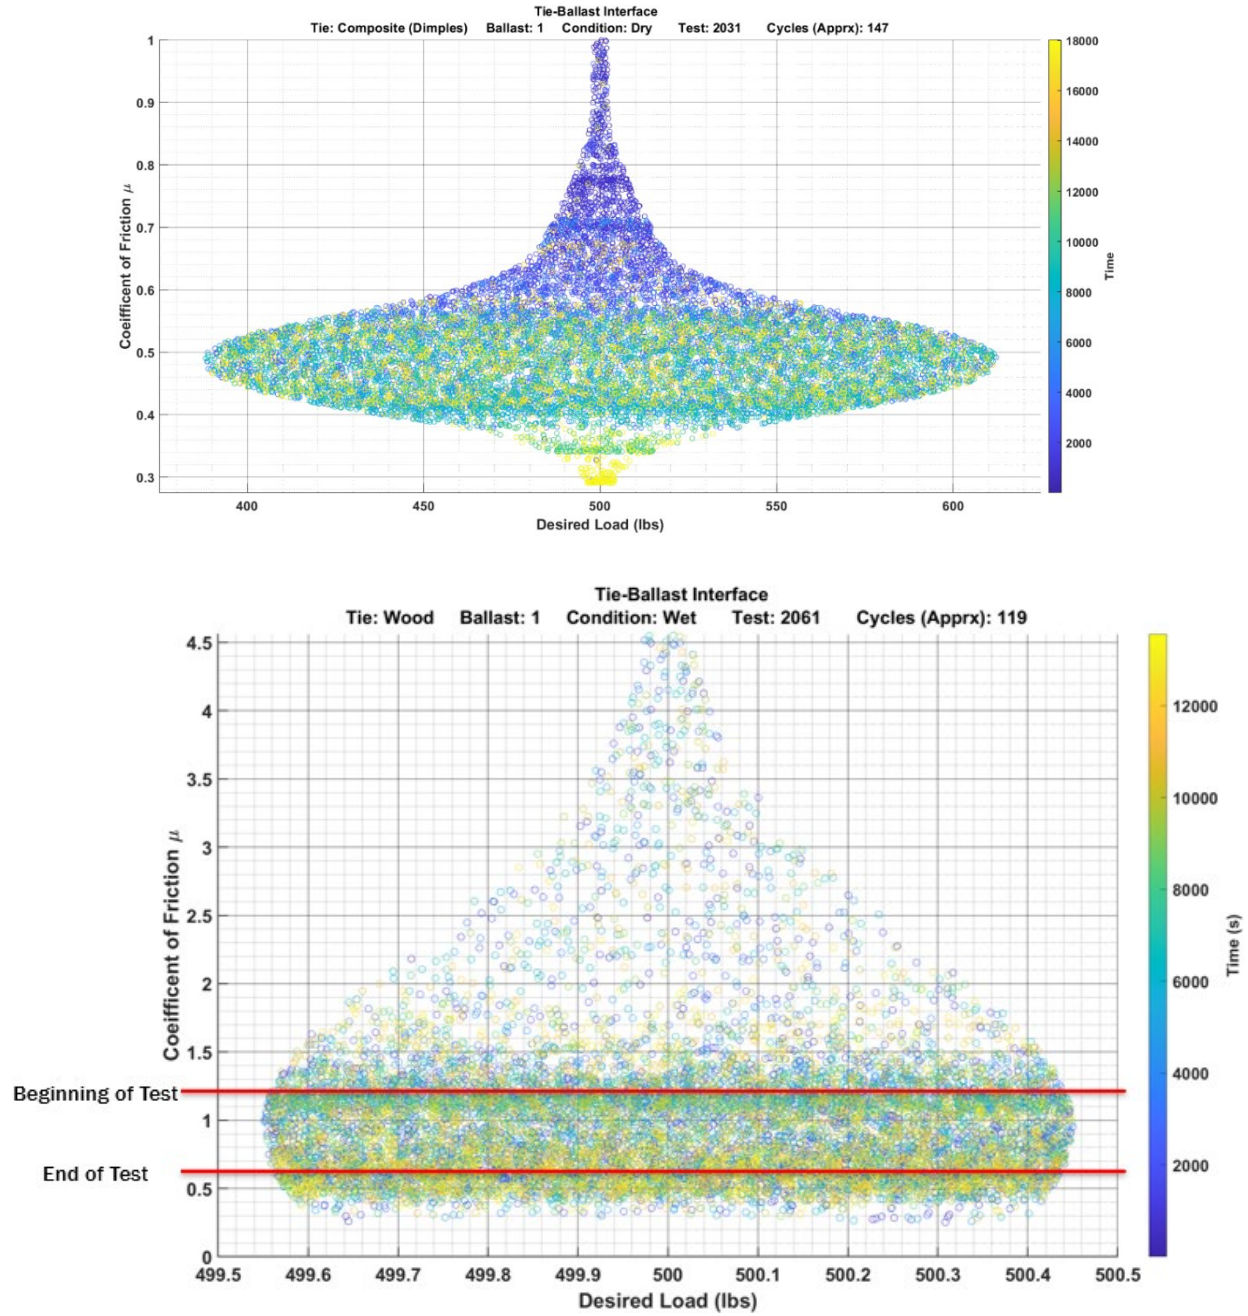 Tie-Ballast Interface
Tie: Composite (Dimples) Ballast: 1 Condition: Dry Test: 2031 Cycles (Apprx): 147
1
0.9
0.8
0.7
0.6
0.5
0.4
0.3
Coeifficent of Friction μ
400 450 500 550 600
Desired Load (lbs)
18000
16000
14000
12000
10000
8000
6000
4000
2000
Time
Tie-Ballast Interface
Tie: Wood Ballast: 1 Condition: Wet Test: 2061 Cycles (Apprx): 119
4.5
4
3.5
3
2.5
2
1.5
1
0.5
0
Coeifficent of Friction μ
Beginning of Test
End of Test
499.5 499.6 499.7 499.8 499.9 500 500.1 500.2 500.3 500.4 500.5
Desired Load (lbs)
12000
10000
8000
6000
4000
2000
Time (s)